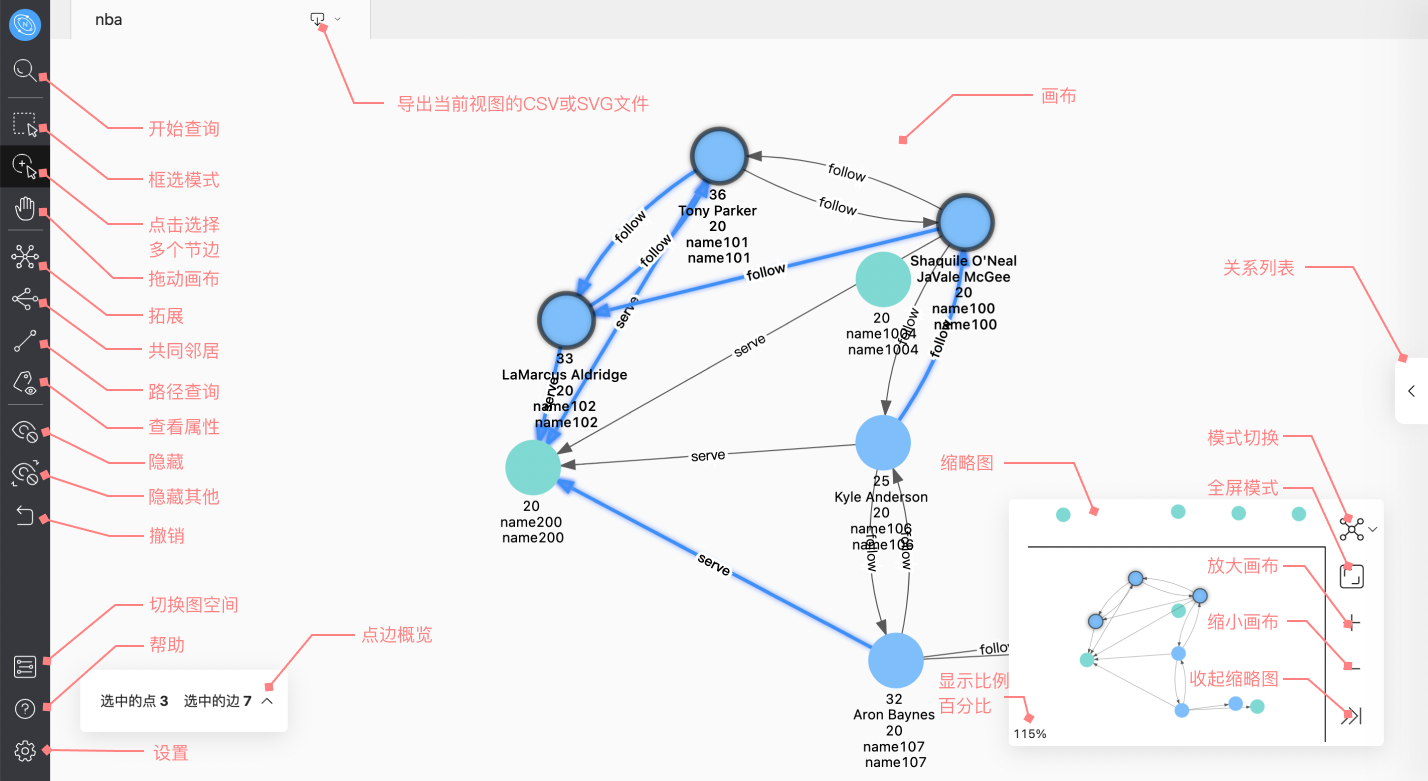 nba
导出当前视图的CSV或SVG文件
画布
开始查询
框选模式
点击选择
多个节边
拖动画布
拓展
共同邻居
路径查询
查看属性
隐藏
隐藏其他
撤销
切换图空间
帮助
设置
点边概览
选中的点 3 选中的边 7
follow
follow
follow
follow
follow
follow
follow
follow
follow
follow
serve
serve
serve
serve
serve
36
Tony Parker
20
name101
name101
Shaquile O'Neal
JaVale McGee
20
name100
name100
20
name1004
name1004
33
LaMarcus Aldridge
20
name102
name102
20
name200
name200
25
Kyle Anderson
20
name106
name106
32
Aron Baynes
20
name107
name107
关系列表
模式切换
缩略图
全屏模式
放大画布
缩小画布
收起缩略图
显示比例
百分比
115%